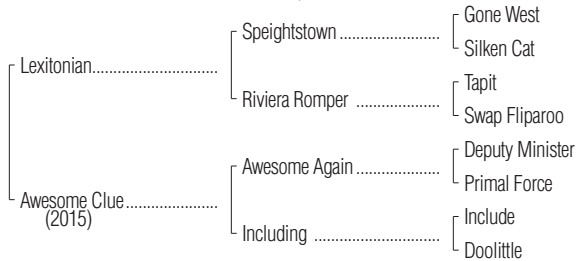 Gone West
Speightstown ....................
Silken Cat
Lexitonian.........................
Tapit
Riviera Romper .................
Swap Fliparoo
Deputy Minister
Awesome Again .................
Primal Force
Awesome Clue..................
(2015)
Include
Including .........................
Doolittle